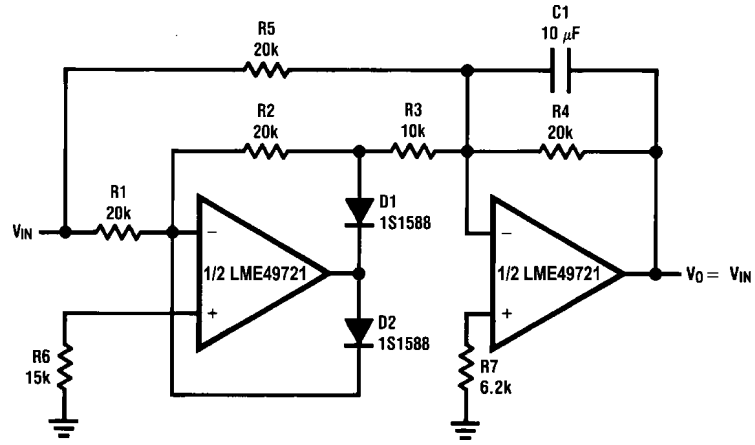 C1
10 μF
R5
20k
R2
20k
R3
10k
R4
20k
R1
20k
D1
1S1588
VIN
−
1/2 LME49721
+
−
1/2 LME49721
+
VO = VIN
D2
1S1588
R6
15k
R7
6.2k